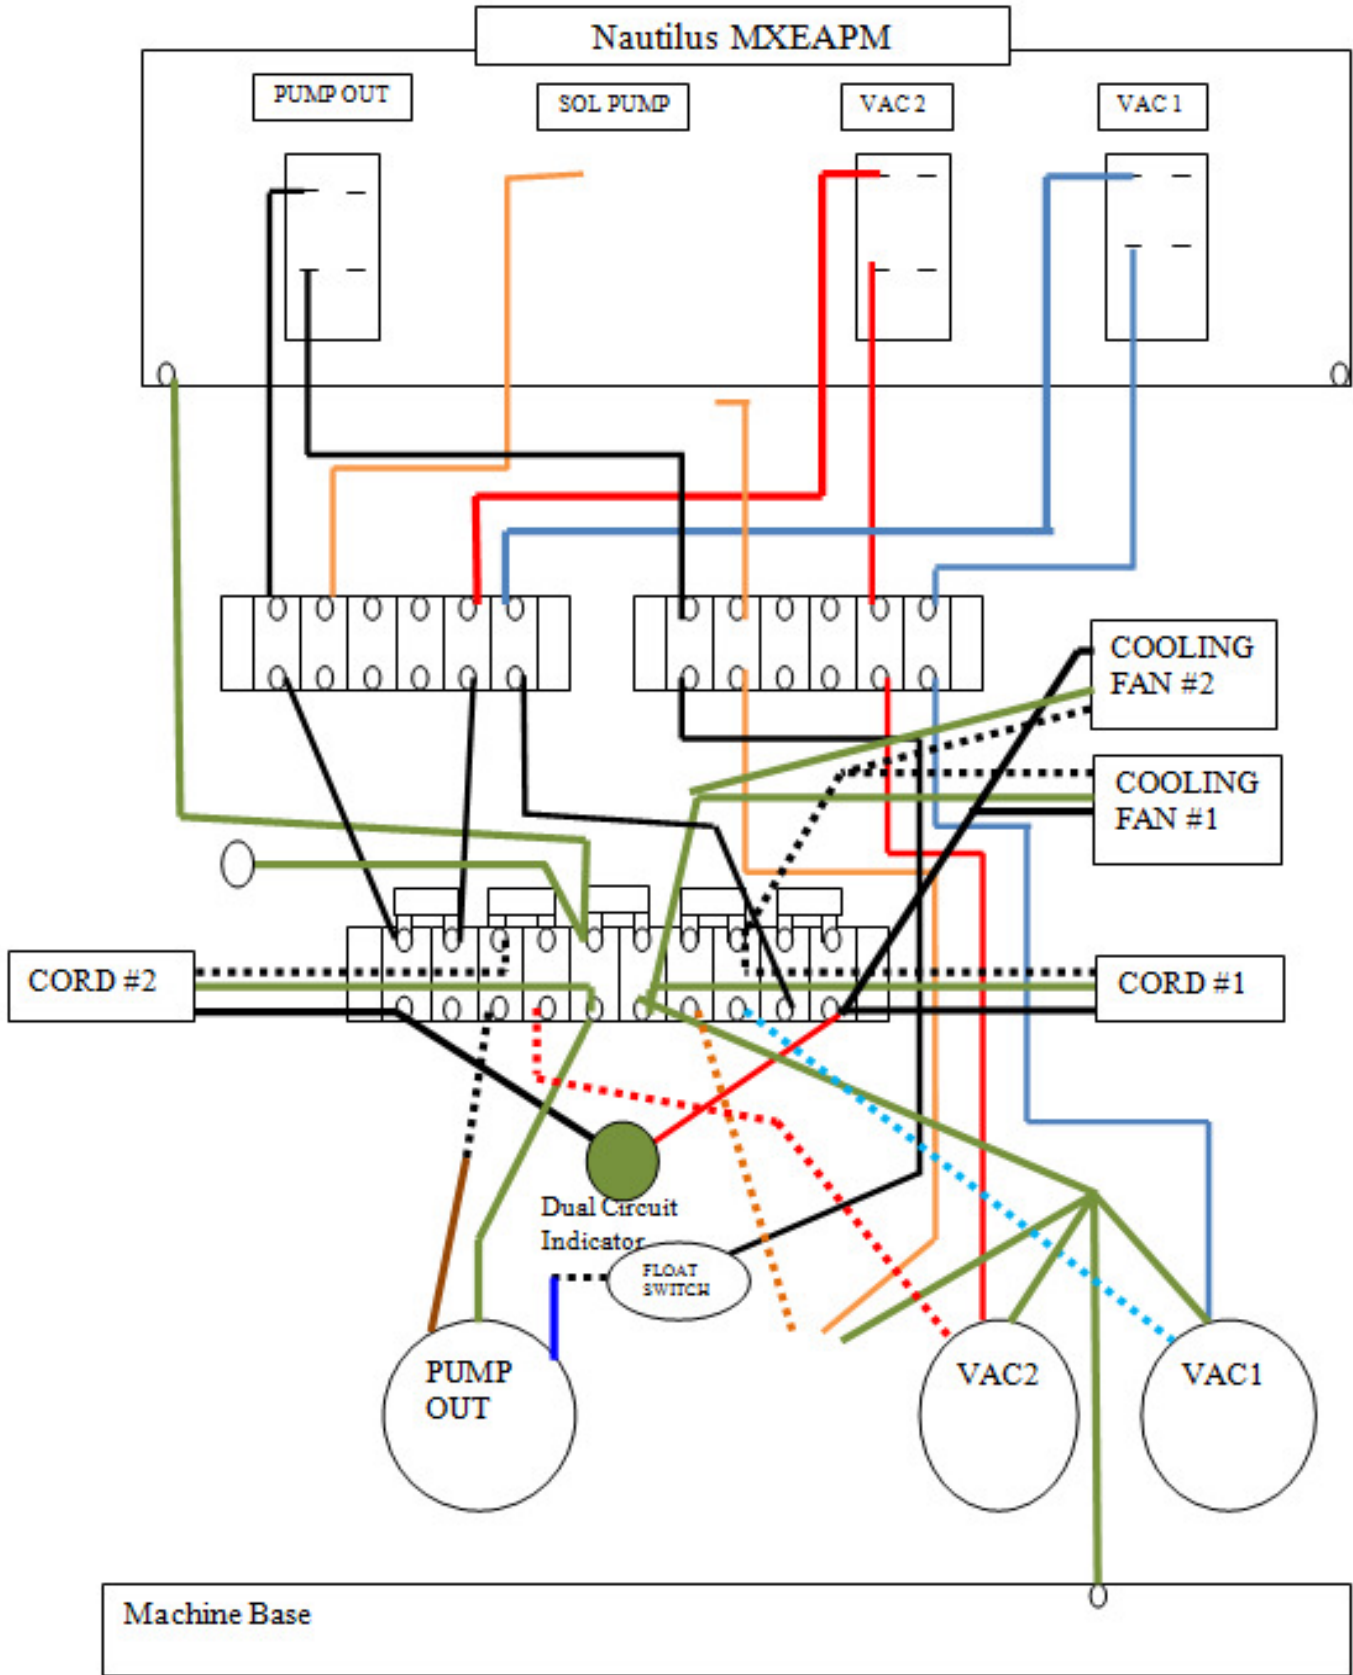 Nautilus MXEAPM
PUMP OUT
SOL PUMP
VAC 2
VAC 1
COOLING
FAN #2
COOLING
FAN #1
CORD #2
CORD #1
Dual Circuit
Indicator
FLOAT
SWITCH
PUMP
OUT
VAC2
VAC1
Machine Base